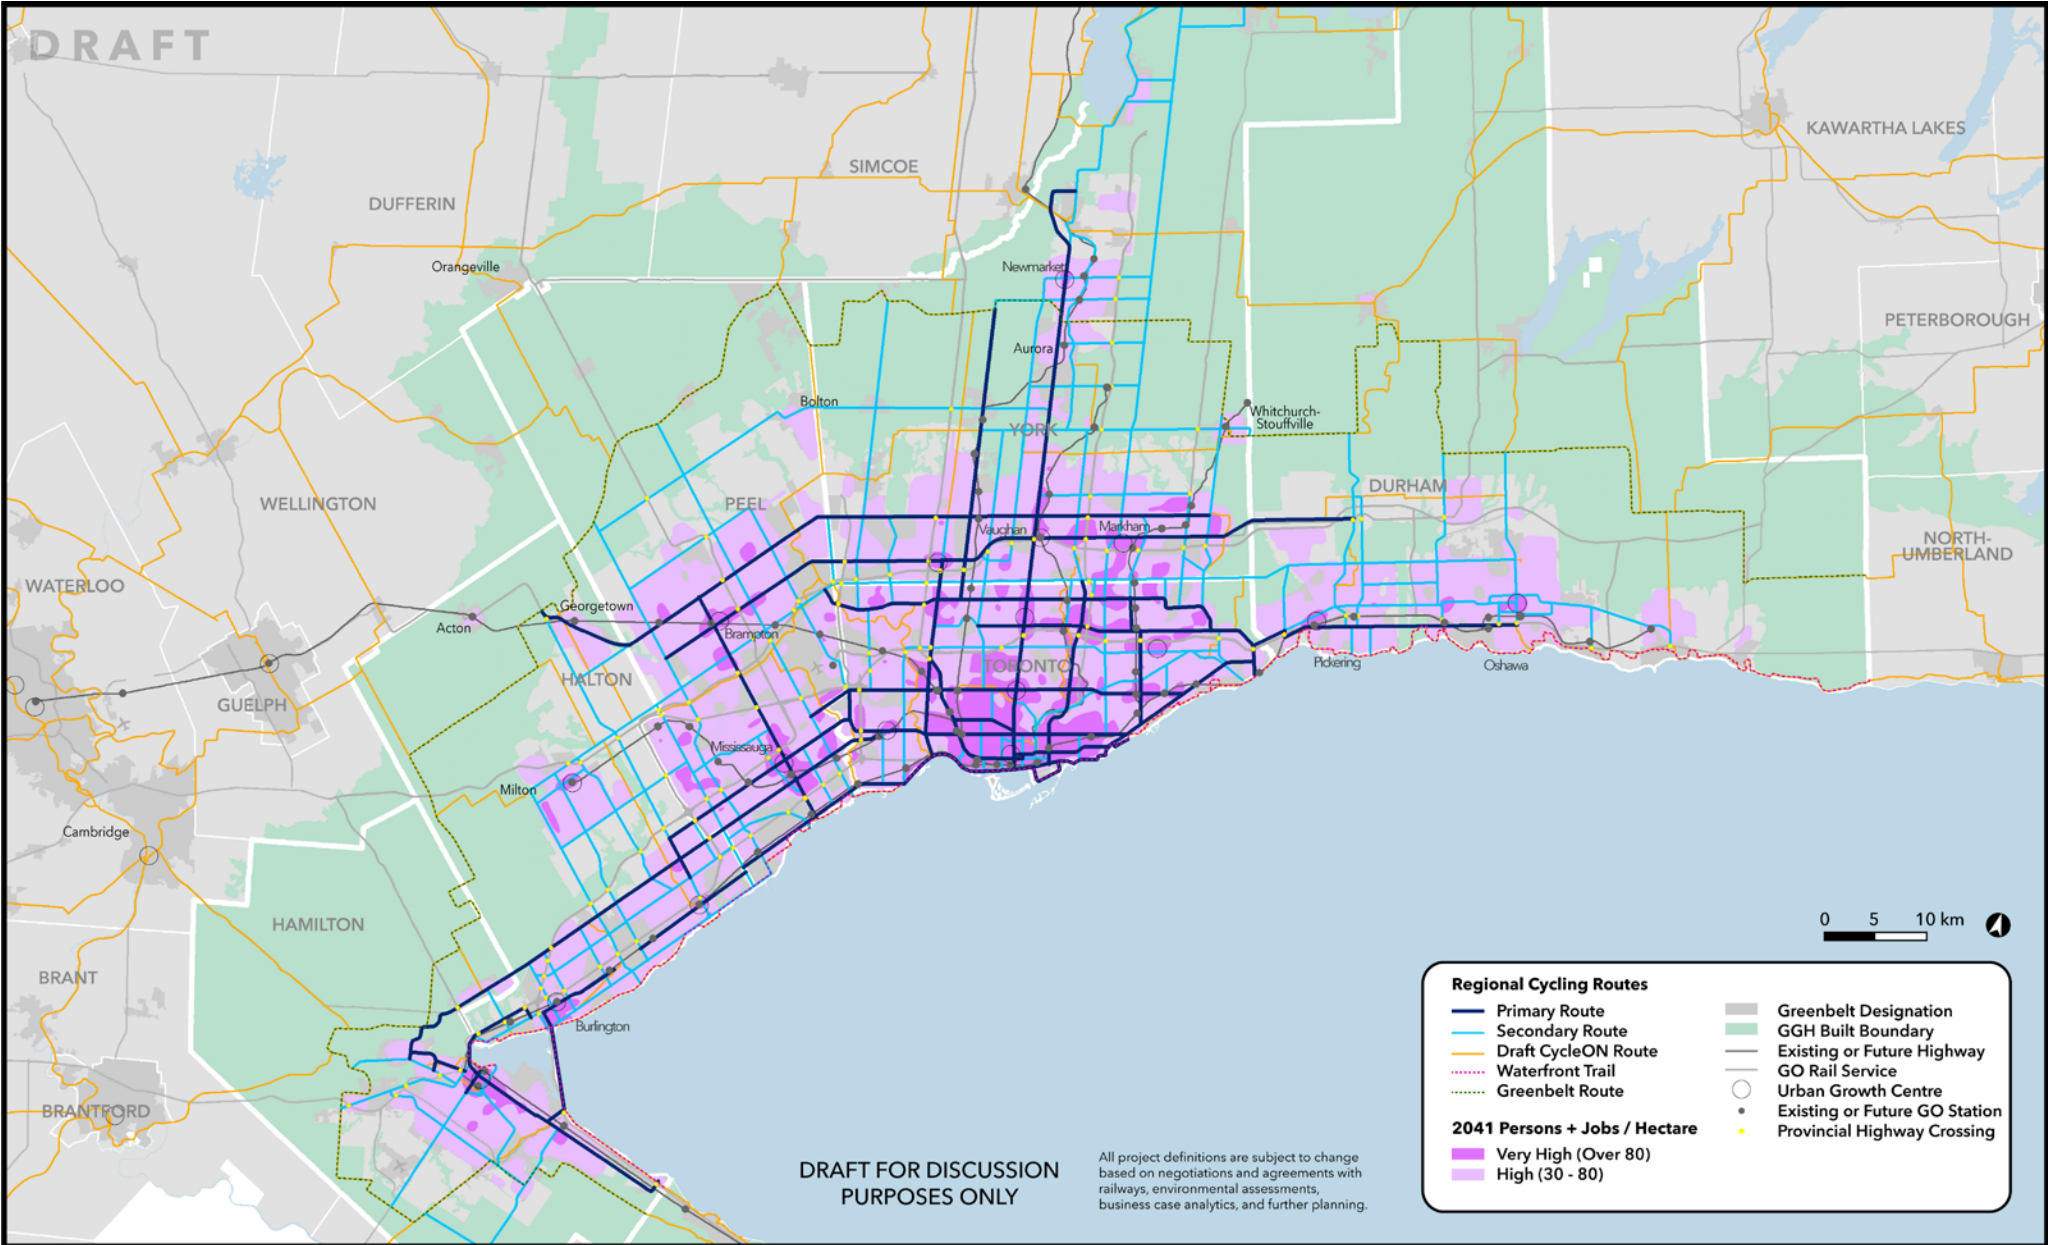 DRAFT
KAWARTHA LAKES
SIMCOE
DUFFERIN
Orangeville
Newmarket
PETERBOROUGH
Aurora
Bolton
Whitchurch-
Stouffville
YORK
DURHAM
WELLINGTON
PEEL
Vaughan
Markham
NORTH-
UMBERLAND
WATERLOO
Georgetown
Acton
Brampton
TORONTO
Pickering
Oshawa
HALTON
GUELPH
Mississauga
Milton
Cambridge
HAMILTON
BRANT
Burlington
BRANTFORD
0 5 10 km
Regional Cycling Routes
Primary Route
Secondary Route
Draft CycleON Route
Waterfront Trail
Greenbelt Route
2041 Persons + Jobs / Hectare
Very High (Over 80)
High (30 - 80)
Greenbelt Designation
GGH Built Boundary
Existing or Future Highway
GO Rail Service
Urban Growth Centre
Existing or Future GO Station
Provincial Highway Crossing
DRAFT FOR DISCUSSION
PURPOSES ONLY
All project definitions are subject to change
based on negotiations and agreements with
railways, environmental assessments,
business case analytics, and further planning.